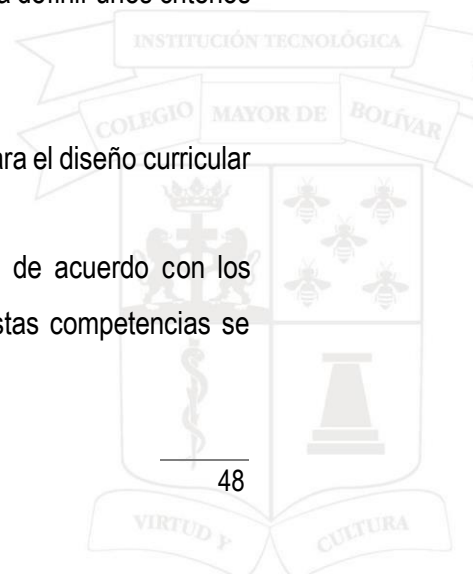 a definir unos criterios
INSTITUCIÓN TECNOLÓGICA
COLEGIO MAYOR DE BOLÍVAR
ara el diseño curricular
de acuerdo con los
stas competencias se
48
VIRTUD Y CULTURA